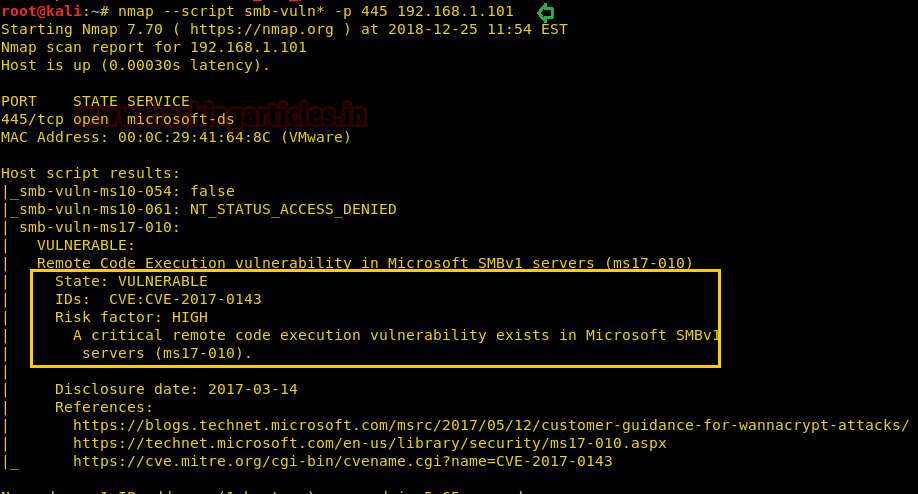 root@kali:~# nmap --script smb-vuln* -p 445 192.168.1.101
Starting Nmap 7.70 ( https://nmap.org ) at 2018-12-25 11:54 EST
Nmap scan report for 192.168.1.101
Host is up (0.00030s latency).
PORT    STATE SERVICE
445/tcp open  microsoft-ds
MAC Address: 00:0C:29:41:64:8C (VMware)
Host script results:
|_smb-vuln-ms10-054: false
|_smb-vuln-ms10-061: NT_STATUS_ACCESS_DENIED
| smb-vuln-ms17-010:
|   VULNERABLE:
|   Remote Code Execution vulnerability in Microsoft SMBv1 servers (ms17-010)
|     State: VULNERABLE
|     IDs:  CVE:CVE-2017-0143
|     Risk factor: HIGH
|       A critical remote code execution vulnerability exists in Microsoft SMBv1
|        servers (ms17-010).
|
|     Disclosure date: 2017-03-14
|     References:
|       https://blogs.technet.microsoft.com/msrc/2017/05/12/customer-guidance-for-wannacrypt-attacks/
|       https://technet.microsoft.com/en-us/library/security/ms17-010.aspx
|_      https://cve.mitre.org/cgi-bin/cvename.cgi?name=CVE-2017-0143